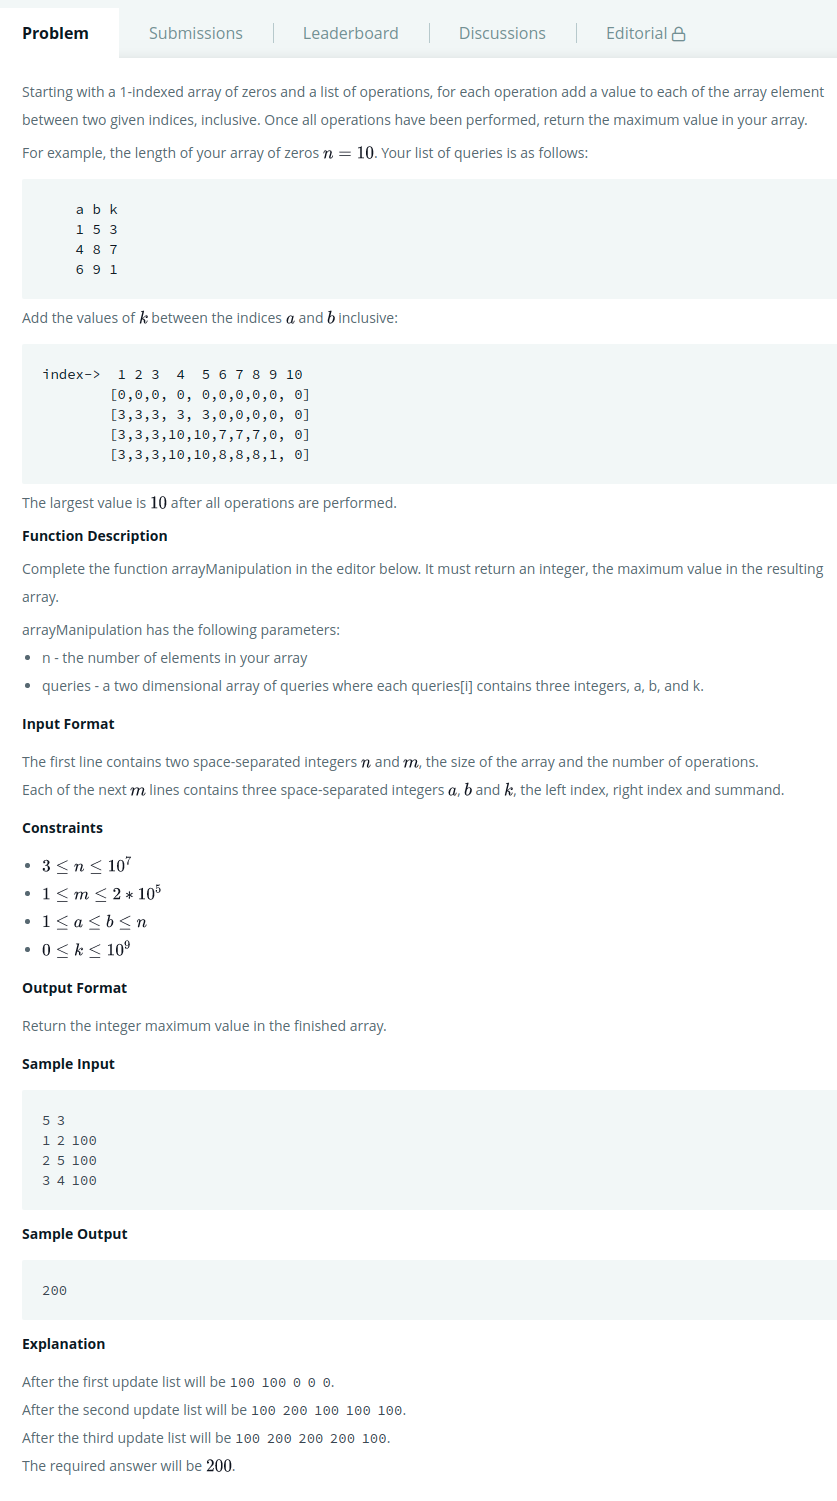 Problem
Submissions
Leaderboard
Discussions
Editorial
Starting with a 1-indexed array of zeros and a list of operations, for each operation add a value to each of the array element
between two given indices, inclusive. Once all operations have been performed, return the maximum value in your array.
For example, the length of your array of zeros n = 10. Your list of queries is as follows:
a b k
1 5 3
4 8 7
6 9 1
Add the values of k between the indices a and b inclusive:
index-> 1 2 3 4 5 6 7 8 9 10
[0,0,0, 0, 0,0,0,0,0, 0]
[3,3,3, 3, 3,0,0,0,0, 0]
[3,3,3,10,10,7,7,7,0, 0]
[3,3,3,10,10,8,8,8,1, 0]
The largest value is 10 after all operations are performed.
Function Description
Complete the function arrayManipulation in the editor below. It must return an integer, the maximum value in the resulting
array.
arrayManipulation has the following parameters:
• n - the number of elements in your array
• queries - a two dimensional array of queries where each queries[i] contains three integers, a, b, and k.
Input Format
The first line contains two space-separated integers n and m, the size of the array and the number of operations.
Each of the next m lines contains three space-separated integers a, b and k, the left index, right index and summand.
Constraints
• 3 ≤ n ≤ 10⁷
• 1 ≤ m ≤ 2 * 10⁵
• 1 ≤ a ≤ b ≤ n
• 0 ≤ k ≤ 10⁹
Output Format
Return the integer maximum value in the finished array.
Sample Input
5 3
1 2 100
2 5 100
3 4 100
Sample Output
200
Explanation
After the first update list will be 100 100 0 0 0.
After the second update list will be 100 200 100 100 100.
After the third update list will be 100 200 200 200 100.
The required answer will be 200.